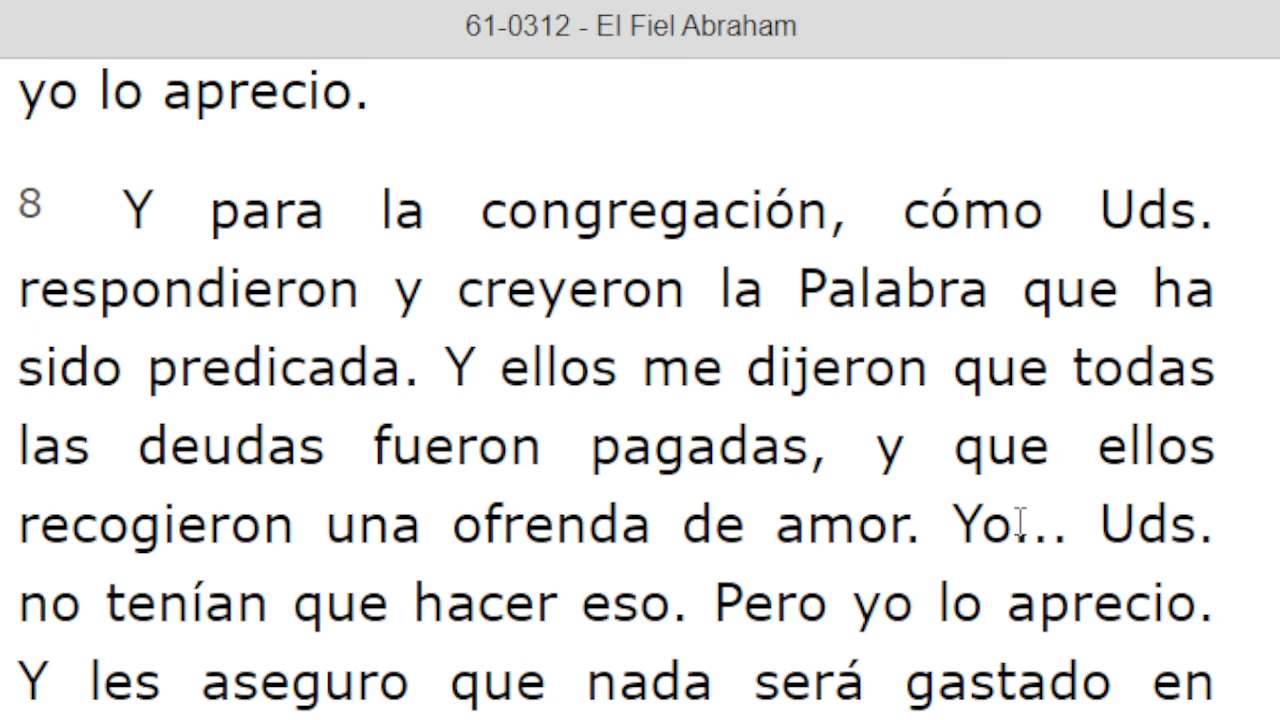 61-0312 - El Fiel Abraham
yo lo aprecio.
8 Y para la congregación, cómo Uds.
respondieron y creyeron la Palabra que ha
sido predicada. Y ellos me dijeron que todas
las deudas fueron pagadas, y que ellos
recogieron una ofrenda de amor. Yo... Uds.
no tenían que hacer eso. Pero yo lo aprecio.
Y les aseguro que nada será gastado en